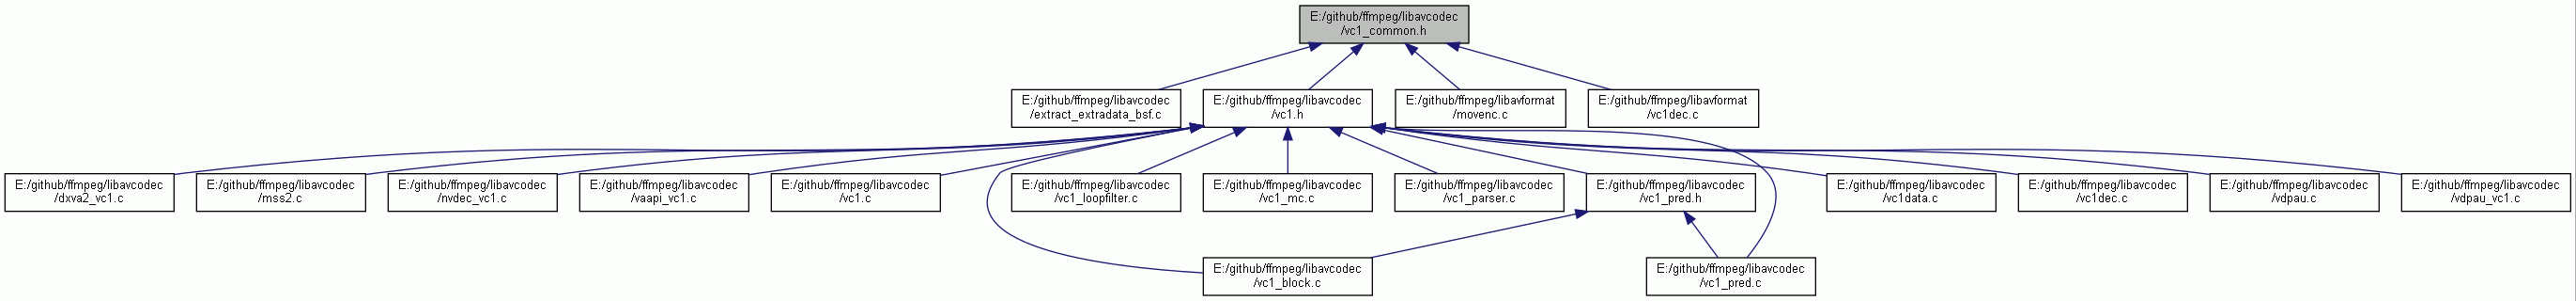 E:/github/ffmpeg/libavcodec
/vc1_common.h
E:/github/ffmpeg/libavcodec
/extract_extradata_bsf.c
E:/github/ffmpeg/libavcodec
/vc1.h
E:/github/ffmpeg/libavformat
/movenc.c
E:/github/ffmpeg/libavformat
/vc1dec.c
E:/github/ffmpeg/libavcodec
/dxva2_vc1.c
E:/github/ffmpeg/libavcodec
/mss2.c
E:/github/ffmpeg/libavcodec
/nvdec_vc1.c
E:/github/ffmpeg/libavcodec
/vaapi_vc1.c
E:/github/ffmpeg/libavcodec
/vc1.c
E:/github/ffmpeg/libavcodec
/vc1_loopfilter.c
E:/github/ffmpeg/libavcodec
/vc1_mc.c
E:/github/ffmpeg/libavcodec
/vc1_parser.c
E:/github/ffmpeg/libavcodec
/vc1_pred.h
E:/github/ffmpeg/libavcodec
/vc1data.c
E:/github/ffmpeg/libavcodec
/vc1dec.c
E:/github/ffmpeg/libavcodec
/vdpau.c
E:/github/ffmpeg/libavcodec
/vdpau_vc1.c
E:/github/ffmpeg/libavcodec
/vc1_block.c
E:/github/ffmpeg/libavcodec
/vc1_pred.c